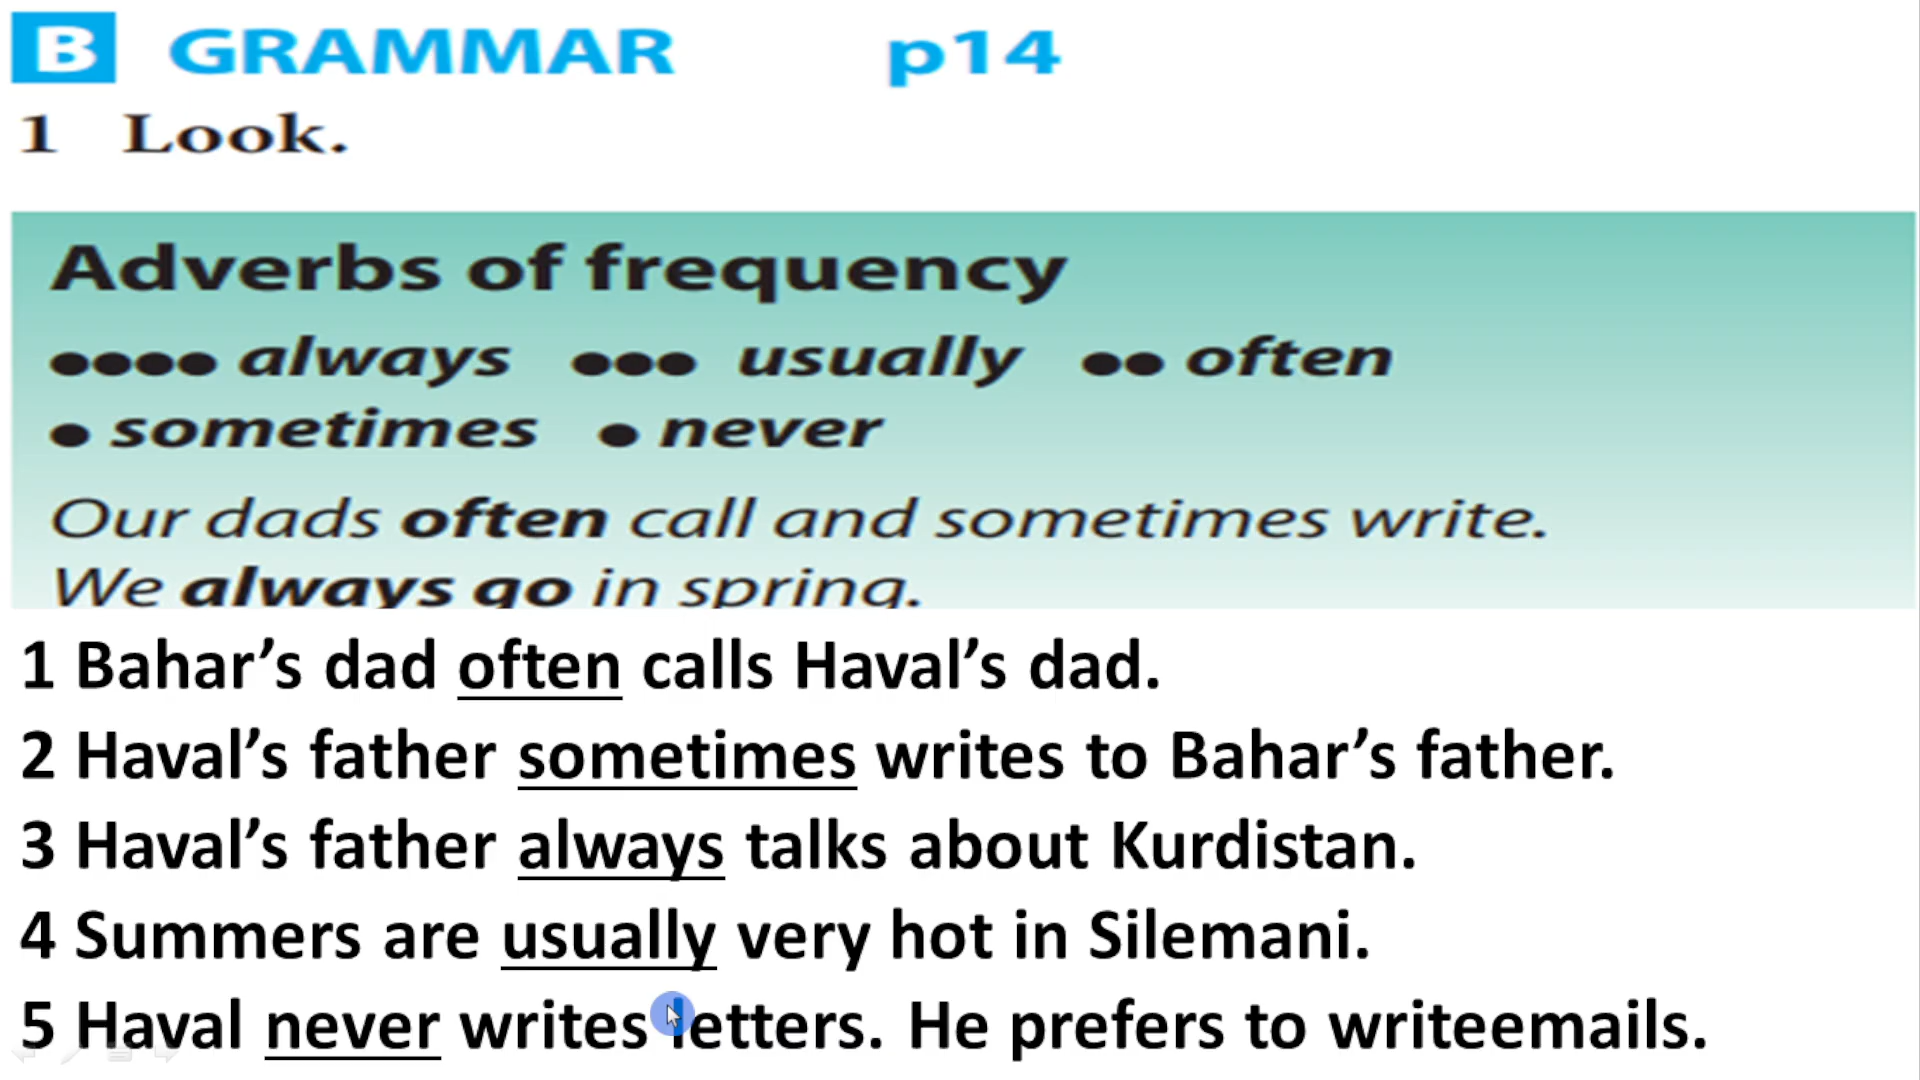 B GRAMMAR p14
1 Look.
Adverbs of frequency
●●●● always ●●● usually ●● often
● sometimes ● never
Our dads often call and sometimes write.
We always go in spring.
1 Bahar’s dad often calls Haval’s dad.
2 Haval’s father sometimes writes to Bahar’s father.
3 Haval’s father always talks about Kurdistan.
4 Summers are usually very hot in Silemani.
5 Haval never writes letters. He prefers to writeemails.